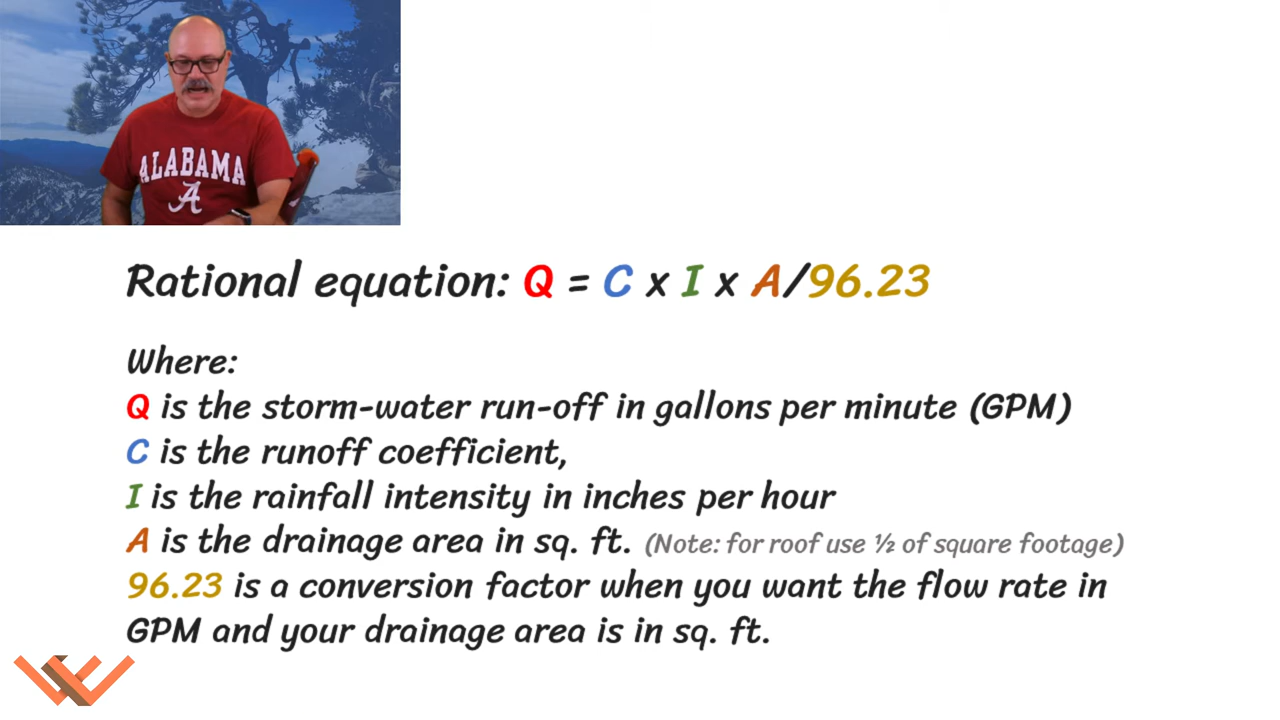 ALABAMA
A
Rational equation: Q = C x I x A/96.23
Where:
Q is the storm-water run-off in gallons per minute (GPM)
C is the runoff coefficient,
I is the rainfall intensity in inches per hour
A is the drainage area in sq. ft. (Note: for roof use ½ of square footage)
96.23 is a conversion factor when you want the flow rate in
GPM and your drainage area is in sq. ft.